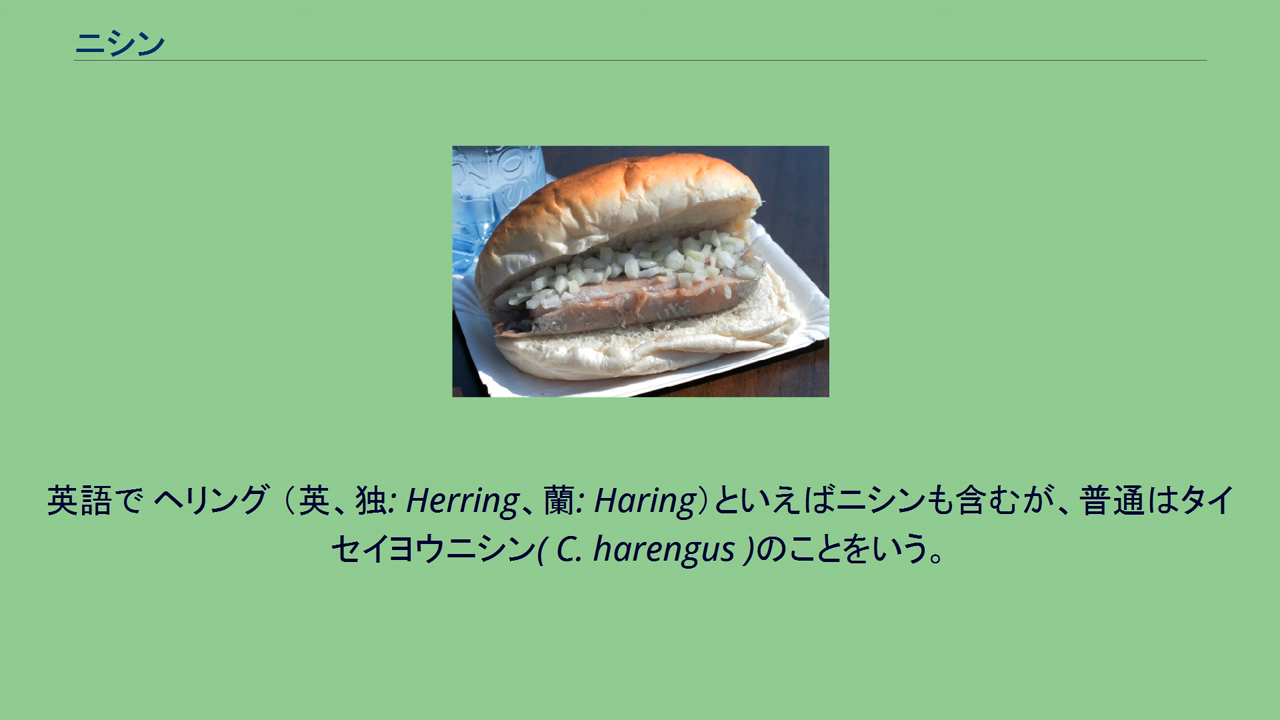 ニシン
英語で ヘリング （英、独: Herring、蘭: Haring）といえばニシンも含むが、普通はタイ
セイヨウニシン( C. harengus )のことをいう。